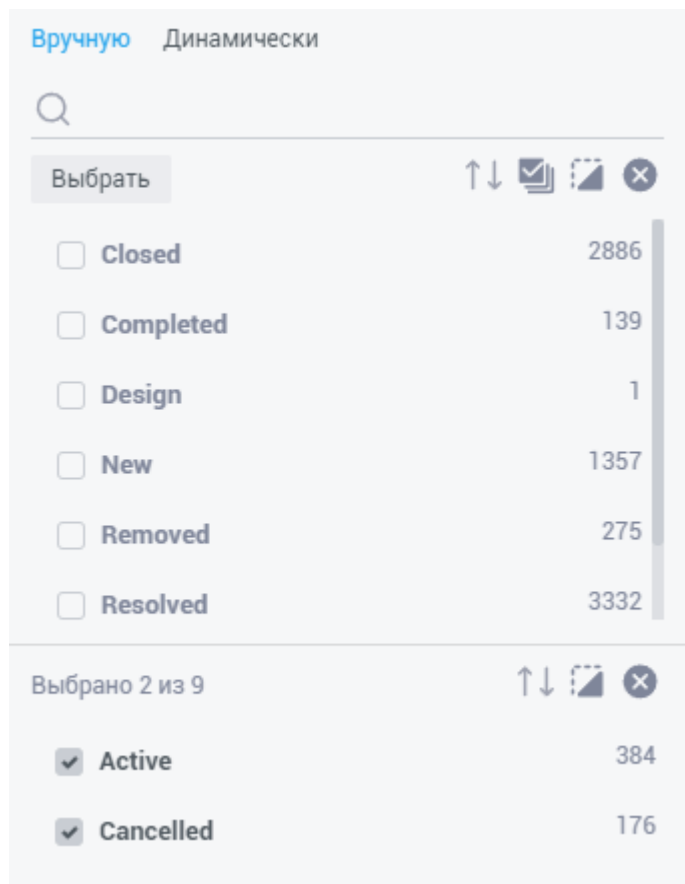 Вручную Динамически
Выбрать
Closed 2886
Completed 139
Design 1
New 1357
Removed 275
Resolved 3332
Выбрано 2 из 9
Active 384
Cancelled 176